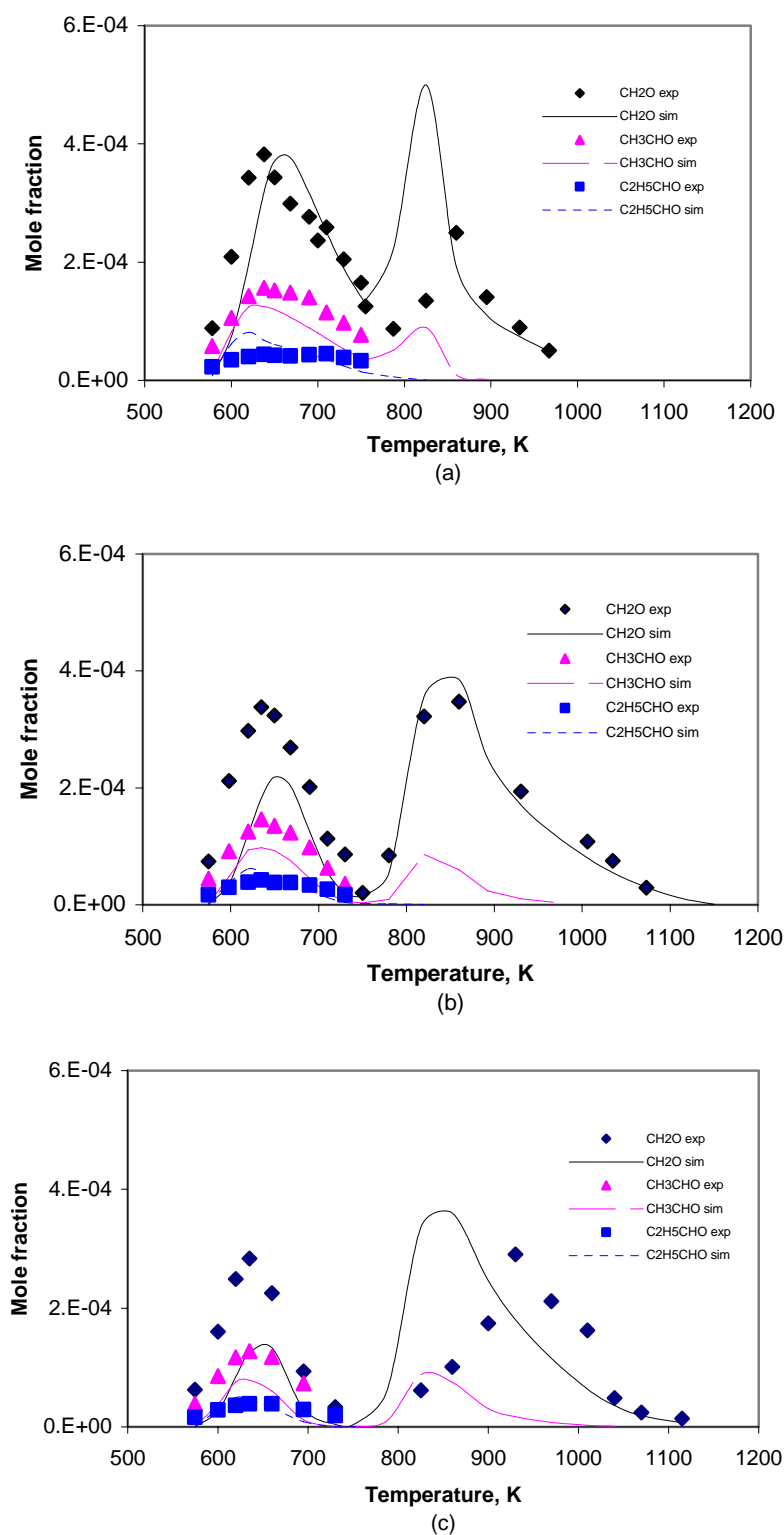 6.E-04
4.E-04
2.E-04
0.E+00
Mole fraction
CH2O exp
CH2O sim
CH3CHO exp
CH3CHO sim
C2H5CHO exp
C2H5CHO sim
500 600 700 800 900 1000 1100 1200
Temperature, K
(a)
6.E-04
4.E-04
2.E-04
0.E+00
Mole fraction
CH2O exp
CH2O sim
CH3CHO exp
CH3CHO sim
C2H5CHO exp
C2H5CHO sim
500 600 700 800 900 1000 1100 1200
Temperature, K
(b)
6.E-04
4.E-04
2.E-04
0.E+00
Mole fraction
CH2O exp
CH2O sim
CH3CHO exp
CH3CHO sim
C2H5CHO exp
C2H5CHO sim
500 600 700 800 900 1000 1100 1200
Temperature, K
(c)